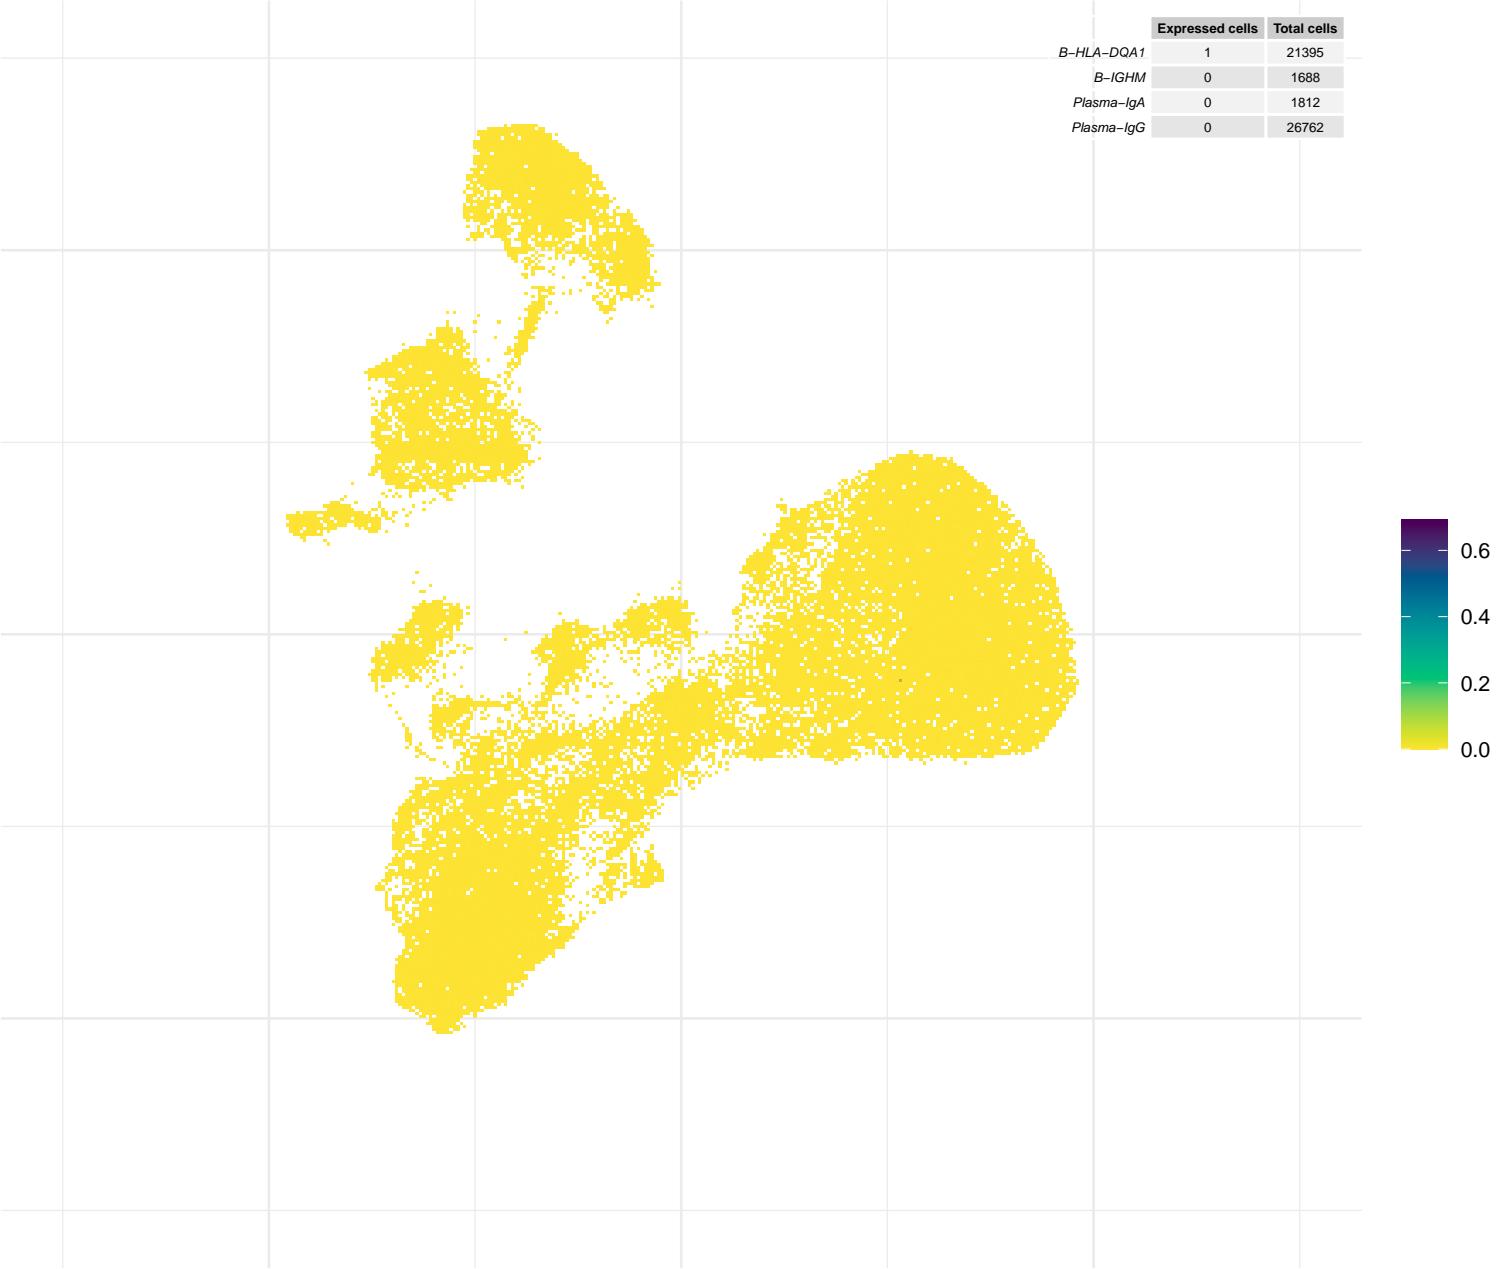 Expressed cells Total cells
B−HLA−DQA1 1 21395
B−IGHM 0 1688
Plasma−IgA 0 1812
Plasma−IgG 0 26762
0.6
0.4
0.2
0.0